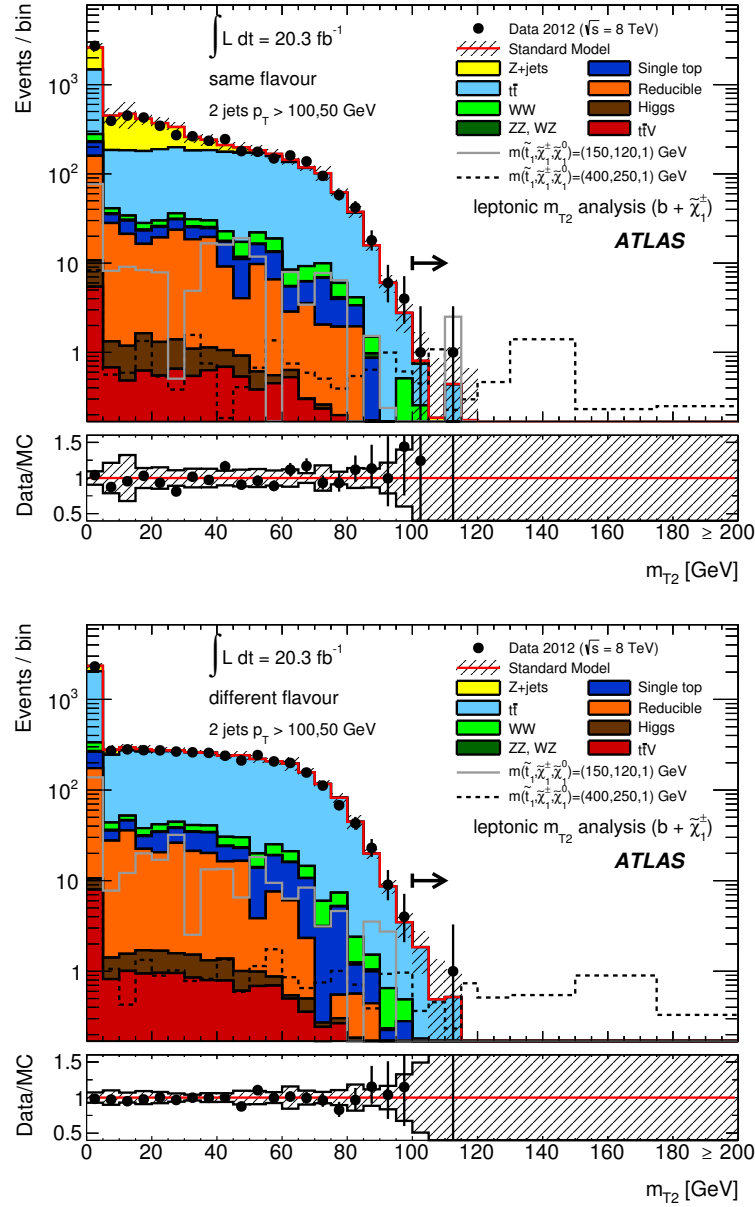 Events / bin
10³
10²
10
1
∫ L dt = 20.3 fb⁻¹
same flavour
2 jets p_T > 100,50 GeV
Data 2012 (√s = 8 TeV)
Standard Model
Z+jets Single top
tt̄ Reducible
WW Higgs
ZZ, WZ tt̄V
m(t̃₁,χ̃₁±,χ̃₁⁰)=(150,120,1) GeV
m(t̃₁,χ̃₁±,χ̃₁⁰)=(400,250,1) GeV
leptonic m_T2 analysis (b + χ̃₁±)
ATLAS
Data/MC
1.5
1
0.5
0 20 40 60 80 100 120 140 160 180 ≥ 200
m_T2 [GeV]
Events / bin
10³
10²
10
1
∫ L dt = 20.3 fb⁻¹
different flavour
2 jets p_T > 100,50 GeV
Data 2012 (√s = 8 TeV)
Standard Model
Z+jets Single top
tt̄ Reducible
WW Higgs
ZZ, WZ tt̄V
m(t̃₁,χ̃₁±,χ̃₁⁰)=(150,120,1) GeV
m(t̃₁,χ̃₁±,χ̃₁⁰)=(400,250,1) GeV
leptonic m_T2 analysis (b + χ̃₁±)
ATLAS
Data/MC
1.5
1
0.5
0 20 40 60 80 100 120 140 160 180 ≥ 200
m_T2 [GeV]